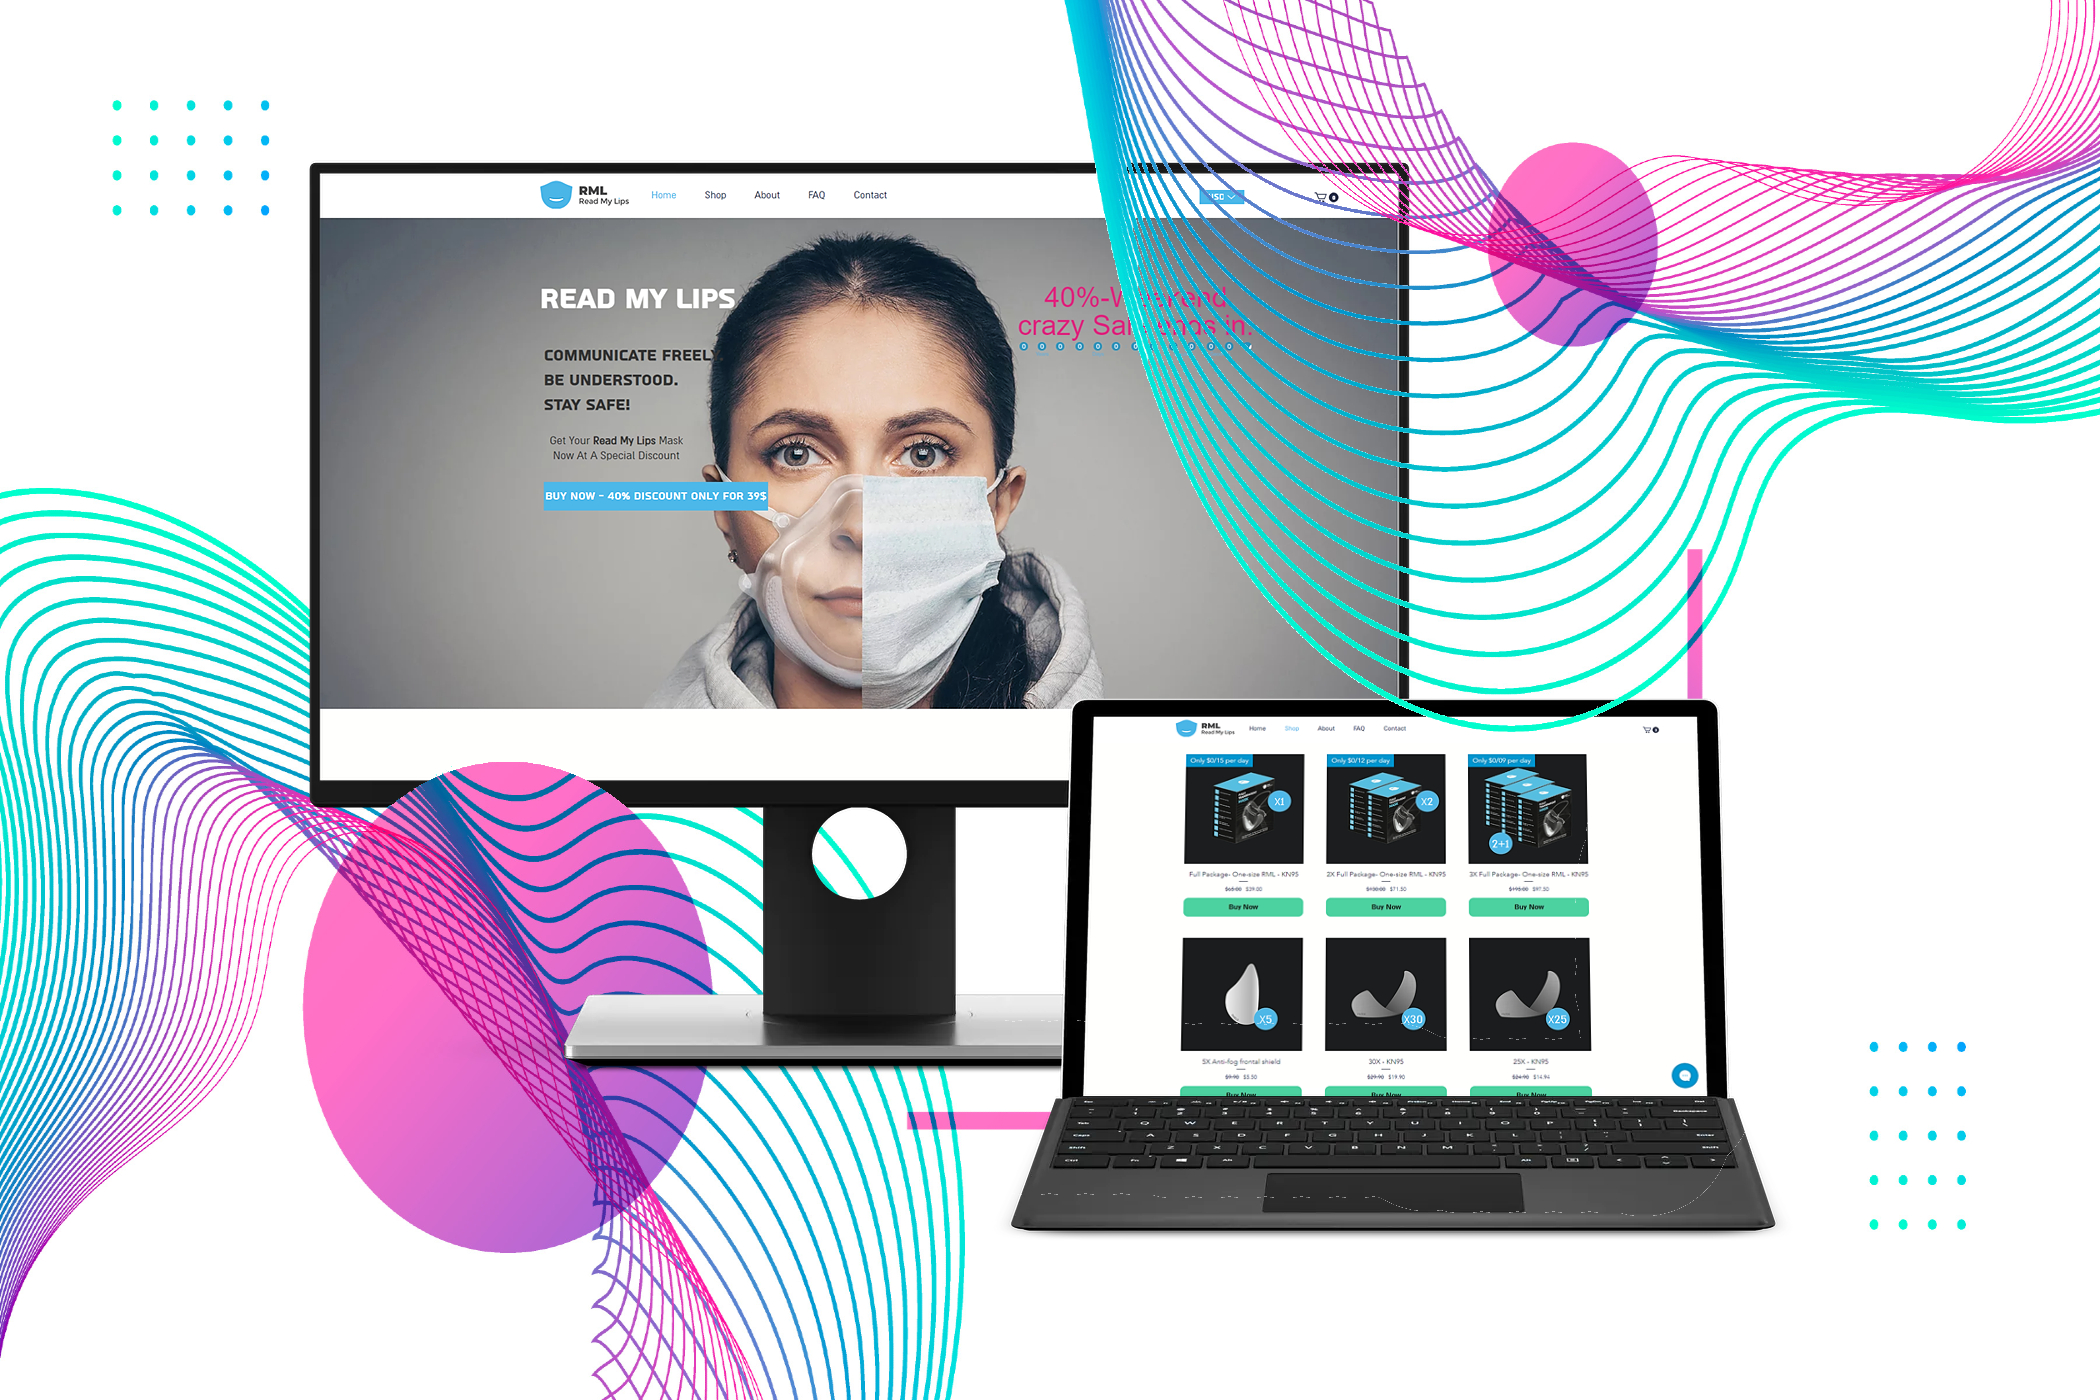 RML
Read My Lips
Home
Shop
About
FAQ
Contact
0
READ MY LIPS
40%-Weekend
crazy Sale ends in:
COMMUNICATE FREELY
BE UNDERSTOOD.
STAY SAFE!
Get Your Read My Lips Mask
Now At A Special Discount
BUY NOW - 40% DISCOUNT ONLY FOR 39$
RML
Read My Lips
Home
Shop
About
FAQ
Contact
Only $0/15 per day
X1
Only $0/12 per day
X2
Only $0/09 per day
2+1
Full Package- One-size RML - KN95
$65.00 $39.00
Buy Now
2X Full Package- One-size RML - KN95
$130.00 $71.50
Buy Now
3X Full Package- One-size RML - KN95
$195.00 $97.50
Buy Now
X5
X30
X25
5X Anti-fog frontal shield
$9.90 $5.50
Buy Now
30X - KN95
$29.90 $19.90
Buy Now
25X - KN95
$24.90 $14.94
Buy Now
Q W E R T Y U I O P
A S D F G H J K L
Z X C V B N M